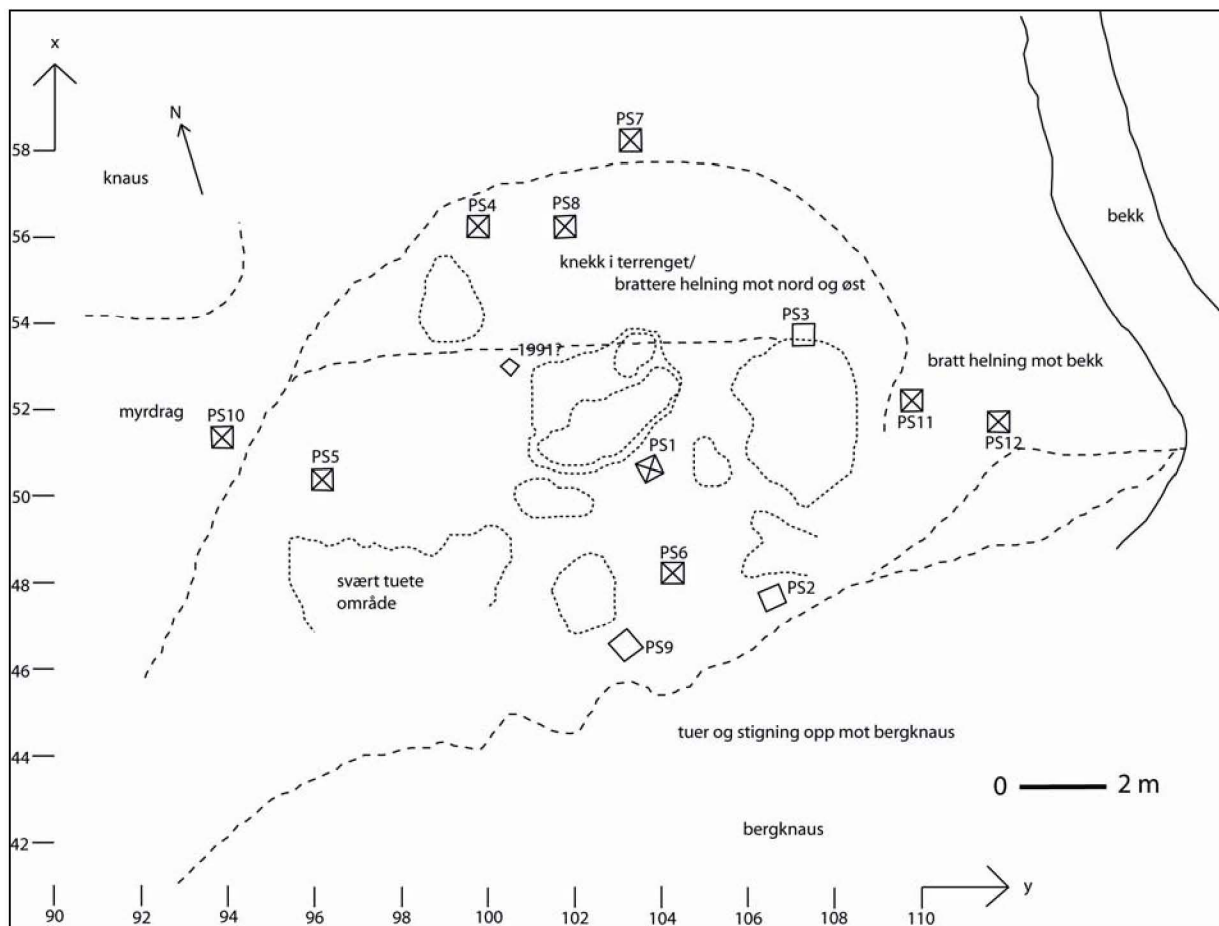 x
N
PS7
58
knaus
PS4
PS8
bekk
56
knekk i terrenget/
brattere helning mot nord og øst
54
PS3
1991?
bratt helning mot bekk
52
myrdrag
PS10
PS11
PS12
PS5
PS1
50
48
svært tuete
område
PS6
PS2
PS9
46
44
tuer og stigning opp mot bergknaus
0 2 m
42
bergknaus
y
90 92 94 96 98 100 102 104 106 108 110